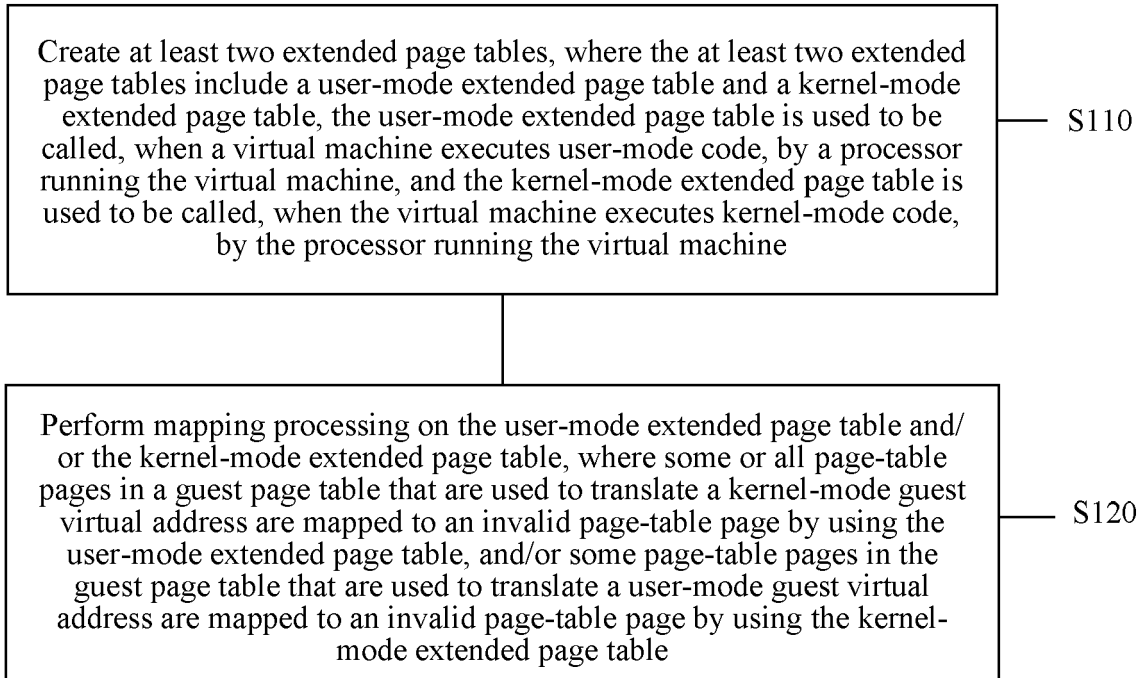 Create at least two extended page tables, where the at least two extended
page tables include a user-mode extended page table and a kernel-mode
extended page table, the user-mode extended page table is used to be
called, when a virtual machine executes user-mode code, by a processor
running the virtual machine, and the kernel-mode extended page table is
used to be called, when the virtual machine executes kernel-mode code,
by the processor running the virtual machine
S110
Perform mapping processing on the user-mode extended page table and/
or the kernel-mode extended page table, where some or all page-table
pages in a guest page table that are used to translate a kernel-mode guest
virtual address are mapped to an invalid page-table page by using the
user-mode extended page table, and/or some page-table pages in the
guest page table that are used to translate a user-mode guest virtual
address are mapped to an invalid page-table page by using the kernel-
mode extended page table
S120